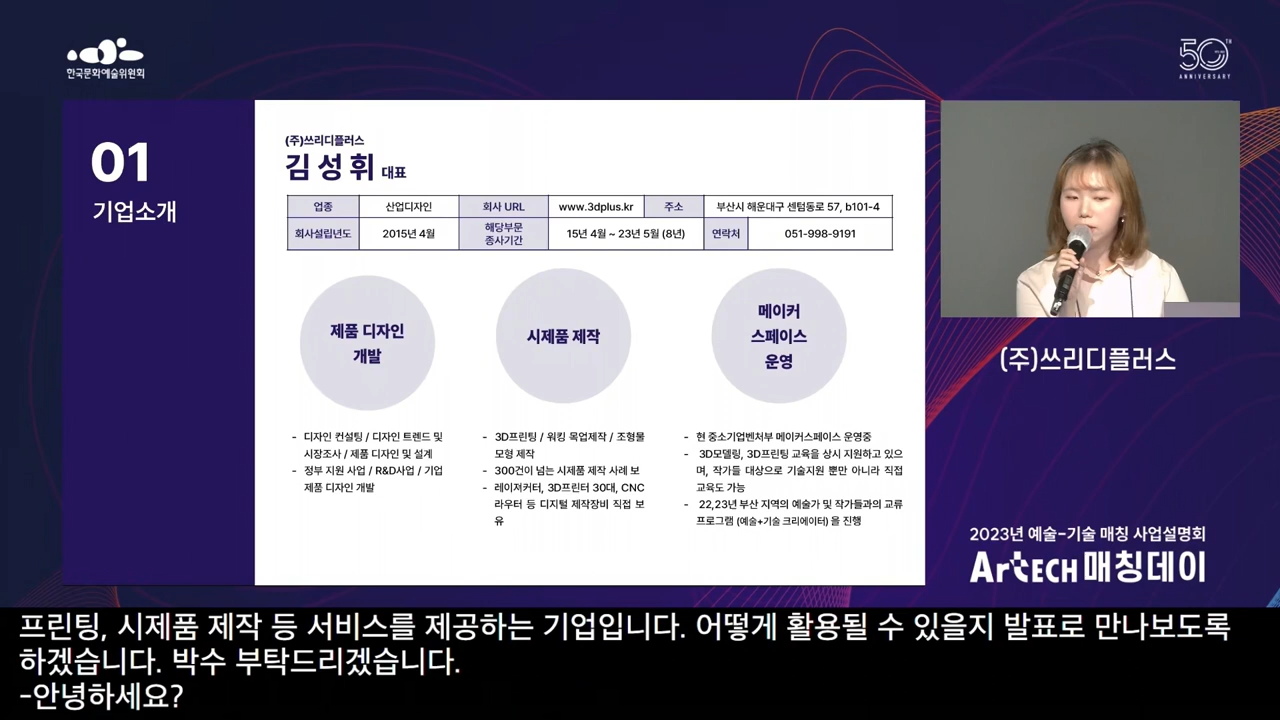 한국문화예술위원회
50TH
ANNIVERSARY
01
기업소개
(주)쓰리디플러스
김성휘 대표
업종 산업디자인 회사 URL www.3dplus.kr 주소 부산시 해운대구 센텀동로 57, b101-4
회사설립년도 2015년 4월 해당부문 종사기간 15년 4월 ~ 23년 5월 (8년) 연락처 051-998-9191
제품 디자인
개발
시제품 제작
메이커
스페이스
운영
- 디자인 컨설팅 / 디자인 트렌드 및
시장조사 / 제품 디자인 및 설계
- 정부 지원 사업 / R&D사업 / 기업
제품 디자인 개발
- 3D프린팅 / 워킹 목업제작 / 조형물
모형 제작
- 300건이 넘는 시제품 제작 사례 보
- 레이져커터, 3D프린터 30대, CNC
라우터 등 디지털 제작장비 직접 보
유
- 현 중소기업벤처부 메이커스페이스 운영중
- 3D모델링, 3D프린팅 교육을 상시 지원하고 있으
며, 작가들 대상으로 기술지원 뿐만 아니라 직접
교육도 가능
- 22,23년 부산 지역의 예술가 및 작가들과의 교류
프로그램 (예술+기술 크리에이터) 을 진행
(주)쓰리디플러스
2023년 예술-기술 매칭 사업설명회
ArtECH 매칭데이
프린팅, 시제품 제작 등 서비스를 제공하는 기업입니다. 어떻게 활용될 수 있을지 발표로 만나보도록
하겠습니다. 박수 부탁드리겠습니다.
-안녕하세요?